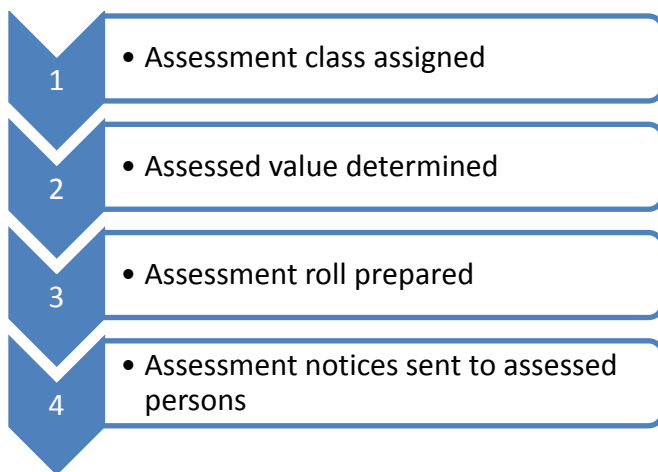 1
• Assessment class assigned
2
• Assessed value determined
3
• Assessment roll prepared
4
• Assessment notices sent to assessed
persons